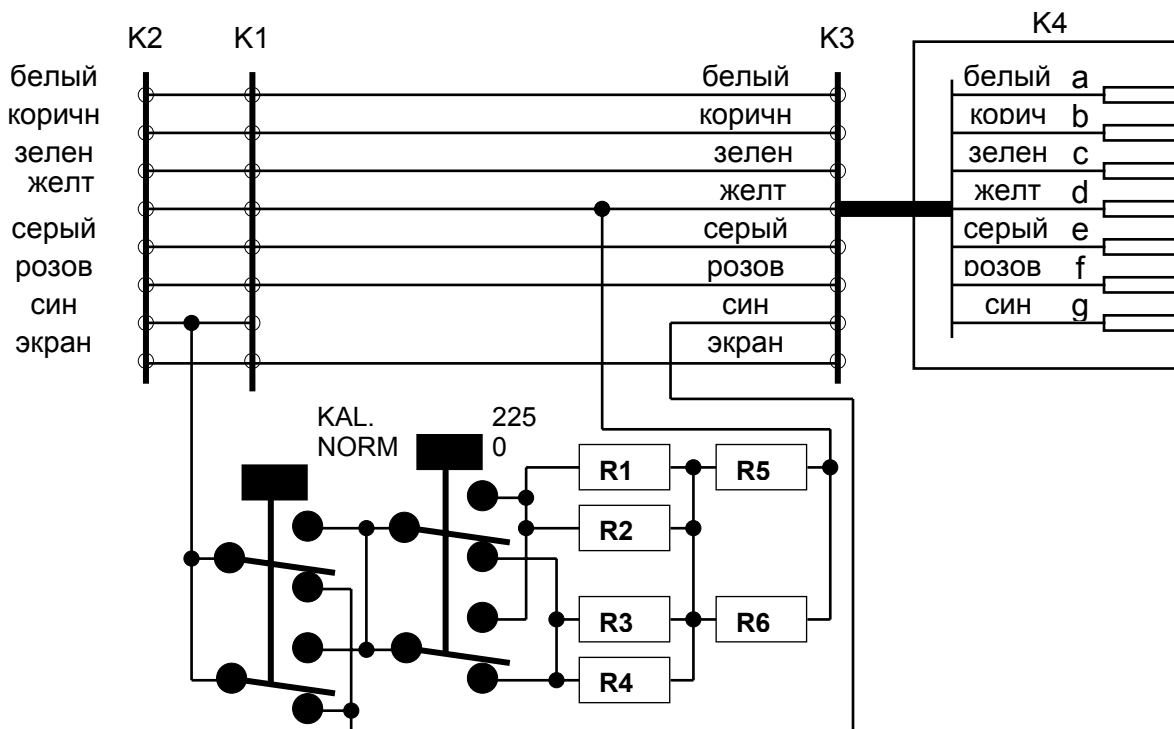 K4
K2 K1 K3
белый белый белый a
коричн коричн корич b
зелен зелен зелен c
желт желт желт d
серый серый серый e
розов розов розов f
син син син g
экран экран
KAL. 225
NORM 0
R1 R5
R2
R3 R6
R4